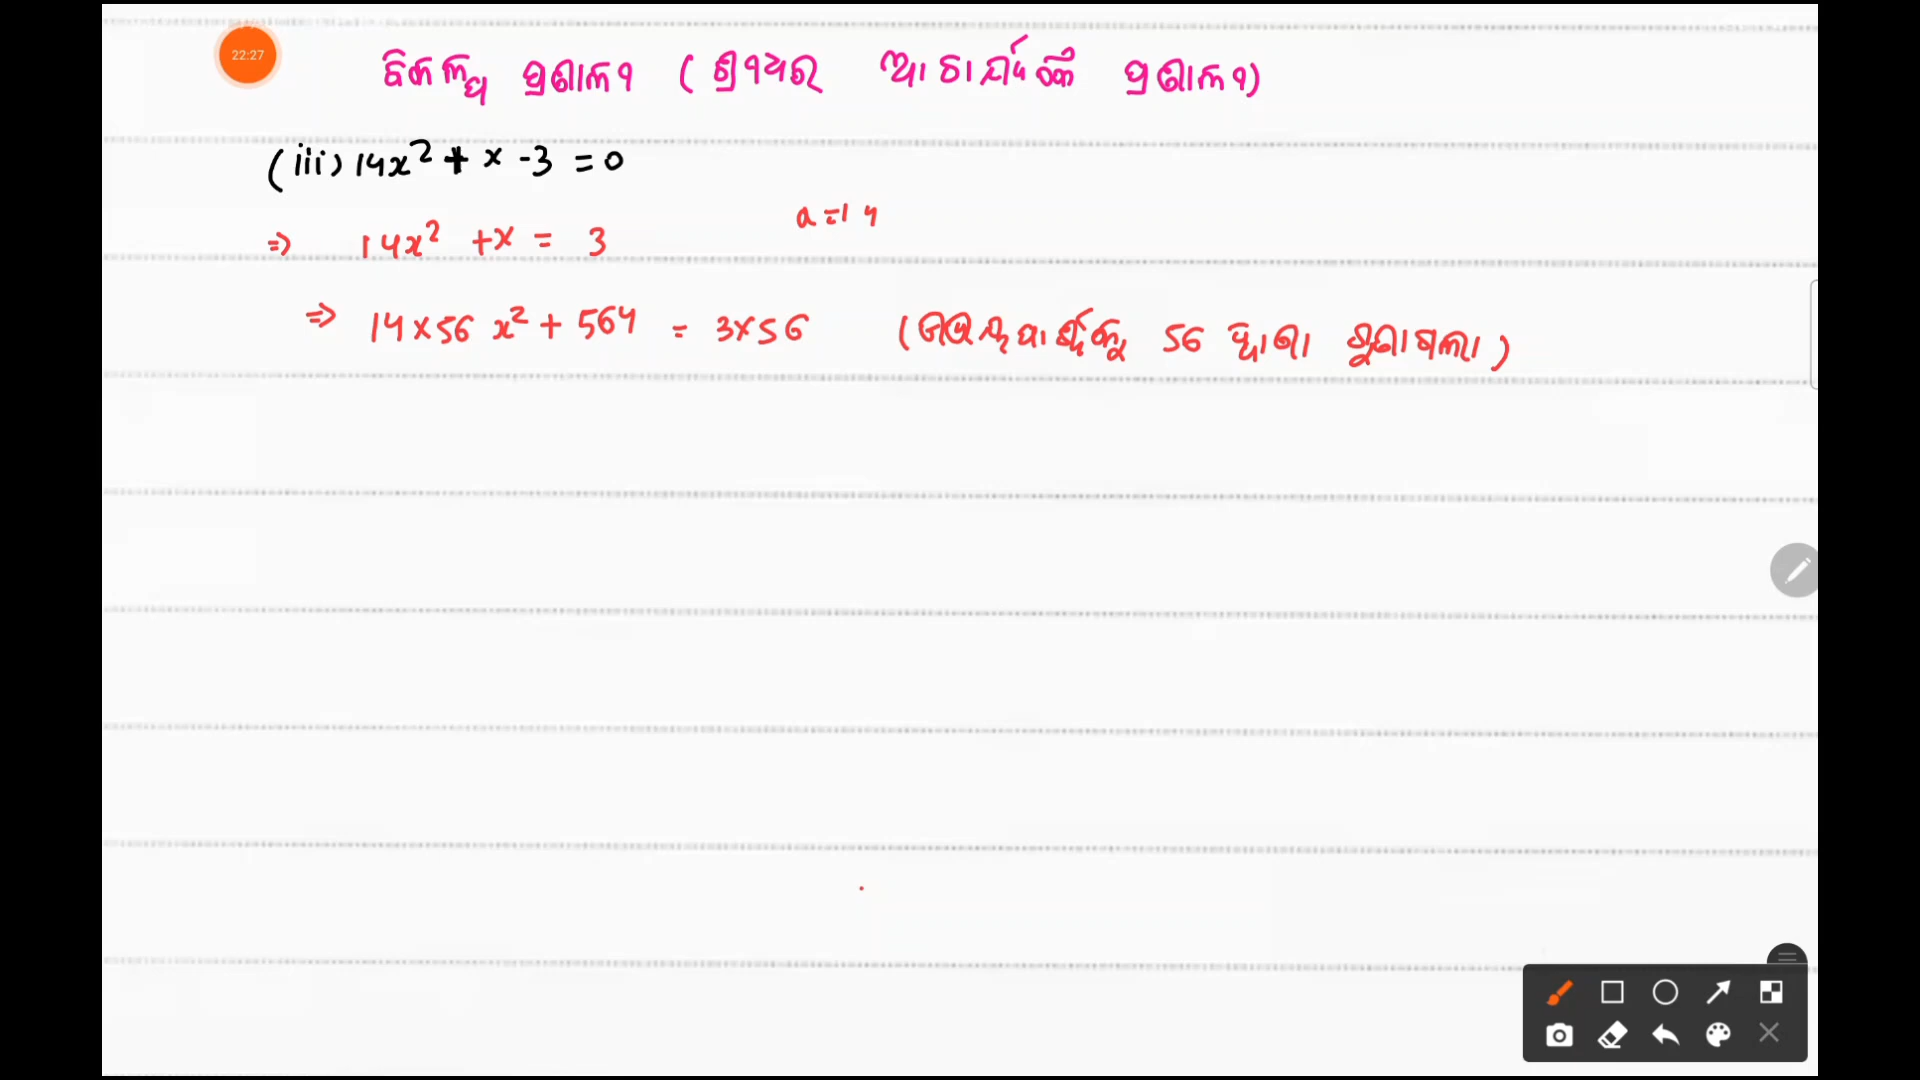 22:27
ବିକଳ୍ପ ପ୍ରଣାଳୀ (ଶ୍ରୀଧର ଆଚାର୍ଯ୍ୟଙ୍କ ପ୍ରଣାଳୀ)
(iii) 14x² + x - 3 = 0
⇒ 14x² + x = 3
a = 14
⇒ 14×56 x² + 564 = 3×56 (ଉଭୟ ପାର୍ଶ୍ୱକୁ 56 ଦ୍ୱାରା ଗୁଣାଗଲା)